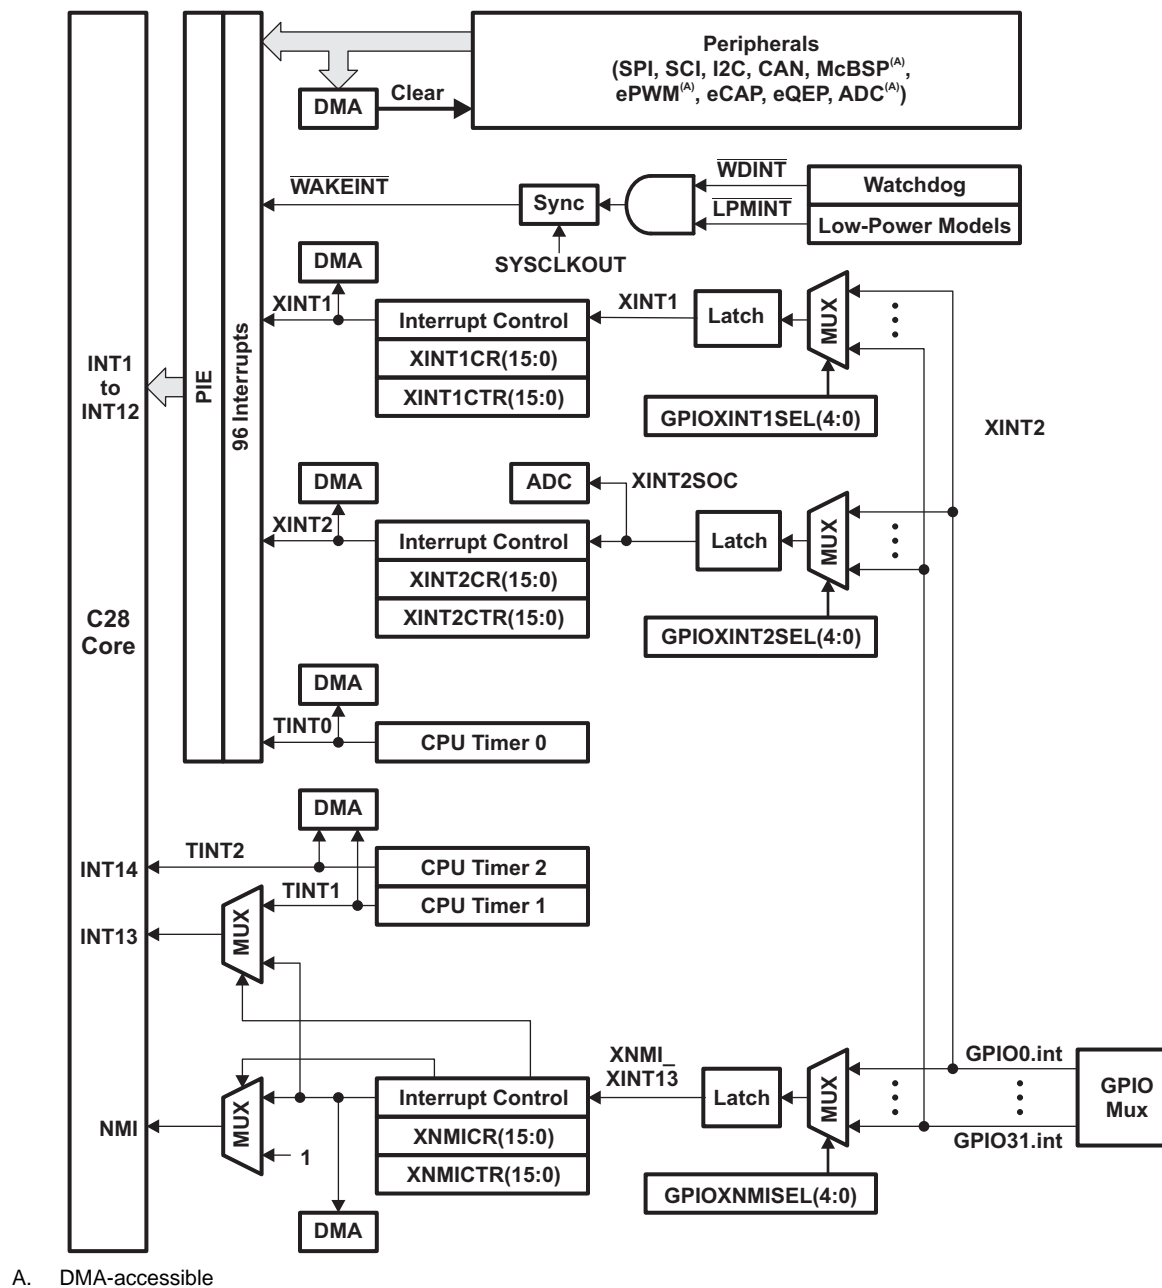 Peripherals
(SPI, SCI, I2C, CAN, McBSP(A),
ePWM(A), eCAP, eQEP, ADC(A))
DMA
Clear
WDINT
Watchdog
WAKEINT
Sync
LPMINT
Low-Power Models
SYSCLKOUT
DMA
XINT1
Interrupt Control
XINT1CR(15:0)
XINT1CTR(15:0)
XINT1
Latch
MUX
GPIOXINT1SEL(4:0)
INT1
to
INT12
PIE
96 Interrupts
XINT2
DMA
ADC
XINT2SOC
XINT2
Interrupt Control
XINT2CR(15:0)
XINT2CTR(15:0)
Latch
MUX
GPIOXINT2SEL(4:0)
C28
Core
DMA
TINT0
CPU Timer 0
DMA
TINT2
INT14
CPU Timer 2
TINT1
CPU Timer 1
INT13
MUX
XNMI_
XINT13
GPIO0.int
Interrupt Control
XNMICR(15:0)
XNMICTR(15:0)
Latch
MUX
GPIO
Mux
NMI
MUX
1
GPIO31.int
GPIOXNMISEL(4:0)
DMA
A. DMA-accessible